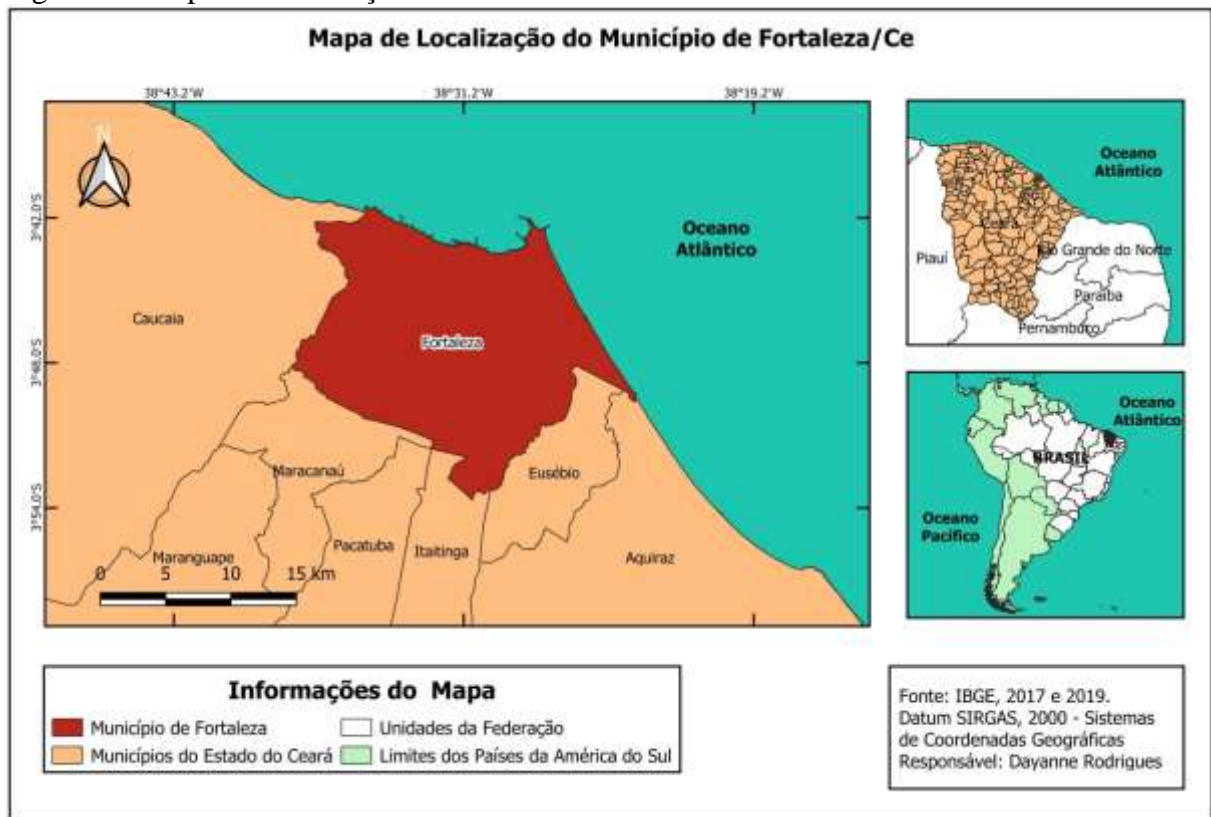 Mapa de Localização do Município de Fortaleza/Ce
38°43.2'W
38°31.2'W
38°19.2'W
3°42.0'S
3°48.0'S
3°54.0'S
N
Oceano
Atlântico
Caucaia
Fortaleza
Maracanaú
Eusébio
Pacatuba
Itaitinga
Maranguape
Aquiraz
0 5 10 15 km
Oceano
Atlântico
Ceará
Piauí
Rio Grande do Norte
Paraíba
Pernambuco
Oceano
Atlântico
BRASIL
Oceano
Pacífico
Informações do Mapa
Município de Fortaleza
Unidades da Federação
Municípios do Estado do Ceará
Limites dos Países da América do Sul
Fonte: IBGE, 2017 e 2019.
Datum SIRGAS, 2000 - Sistemas
de Coordenadas Geográficas
Responsável: Dayanne Rodrigues